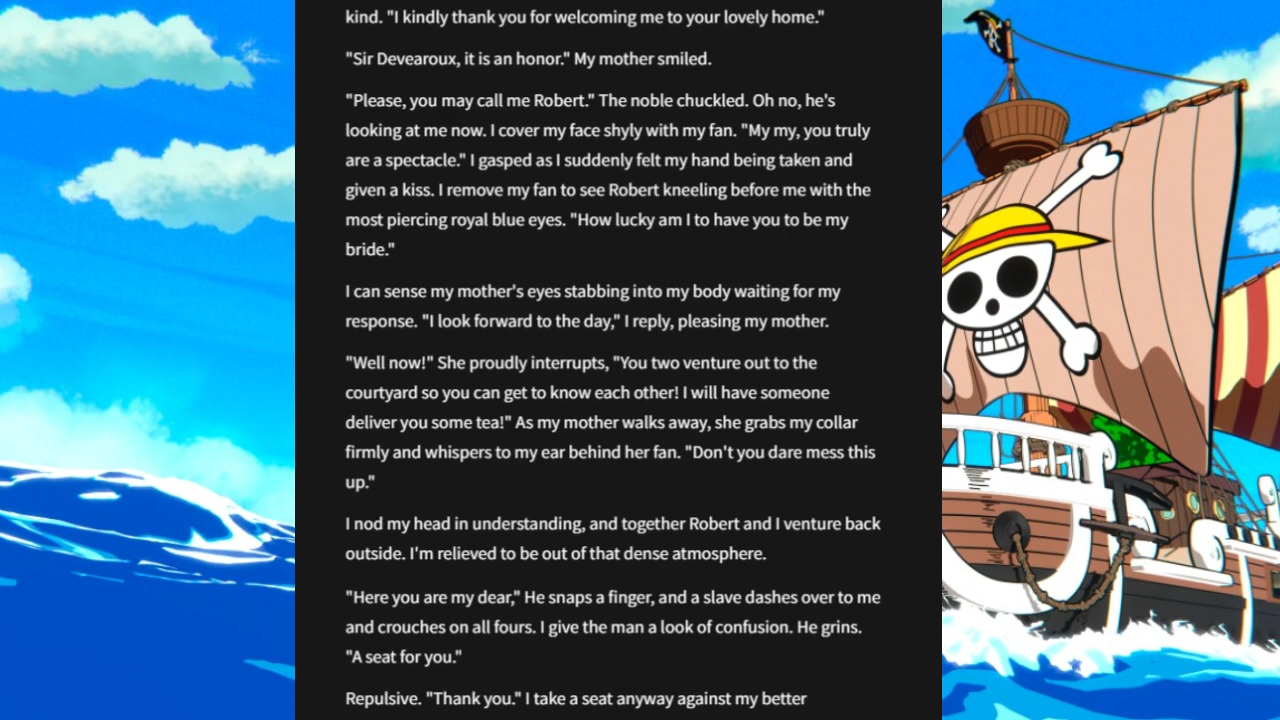 kind. "I kindly thank you for welcoming me to your lovely home."
"Sir Devearoux, it is an honor." My mother smiled.
"Please, you may call me Robert." The noble chuckled. Oh no, he's
looking at me now. I cover my face shyly with my fan. "My my, you truly
are a spectacle." I gasped as I suddenly felt my hand being taken and
given a kiss. I remove my fan to see Robert kneeling before me with the
most piercing royal blue eyes. "How lucky am I to have you to be my
bride."
I can sense my mother's eyes stabbing into my body waiting for my
response. "I look forward to the day," I reply, pleasing my mother.
"Well now!" She proudly interrupts, "You two venture out to the
courtyard so you can get to know each other! I will have someone
deliver you some tea!" As my mother walks away, she grabs my collar
firmly and whispers to my ear behind her fan. "Don't you dare mess this
up."
I nod my head in understanding, and together Robert and I venture back
outside. I'm relieved to be out of that dense atmosphere.
"Here you are my dear," He snaps a finger, and a slave dashes over to me
and crouches on all fours. I give the man a look of confusion. He grins.
"A seat for you."
Repulsive. "Thank you." I take a seat anyway against my better